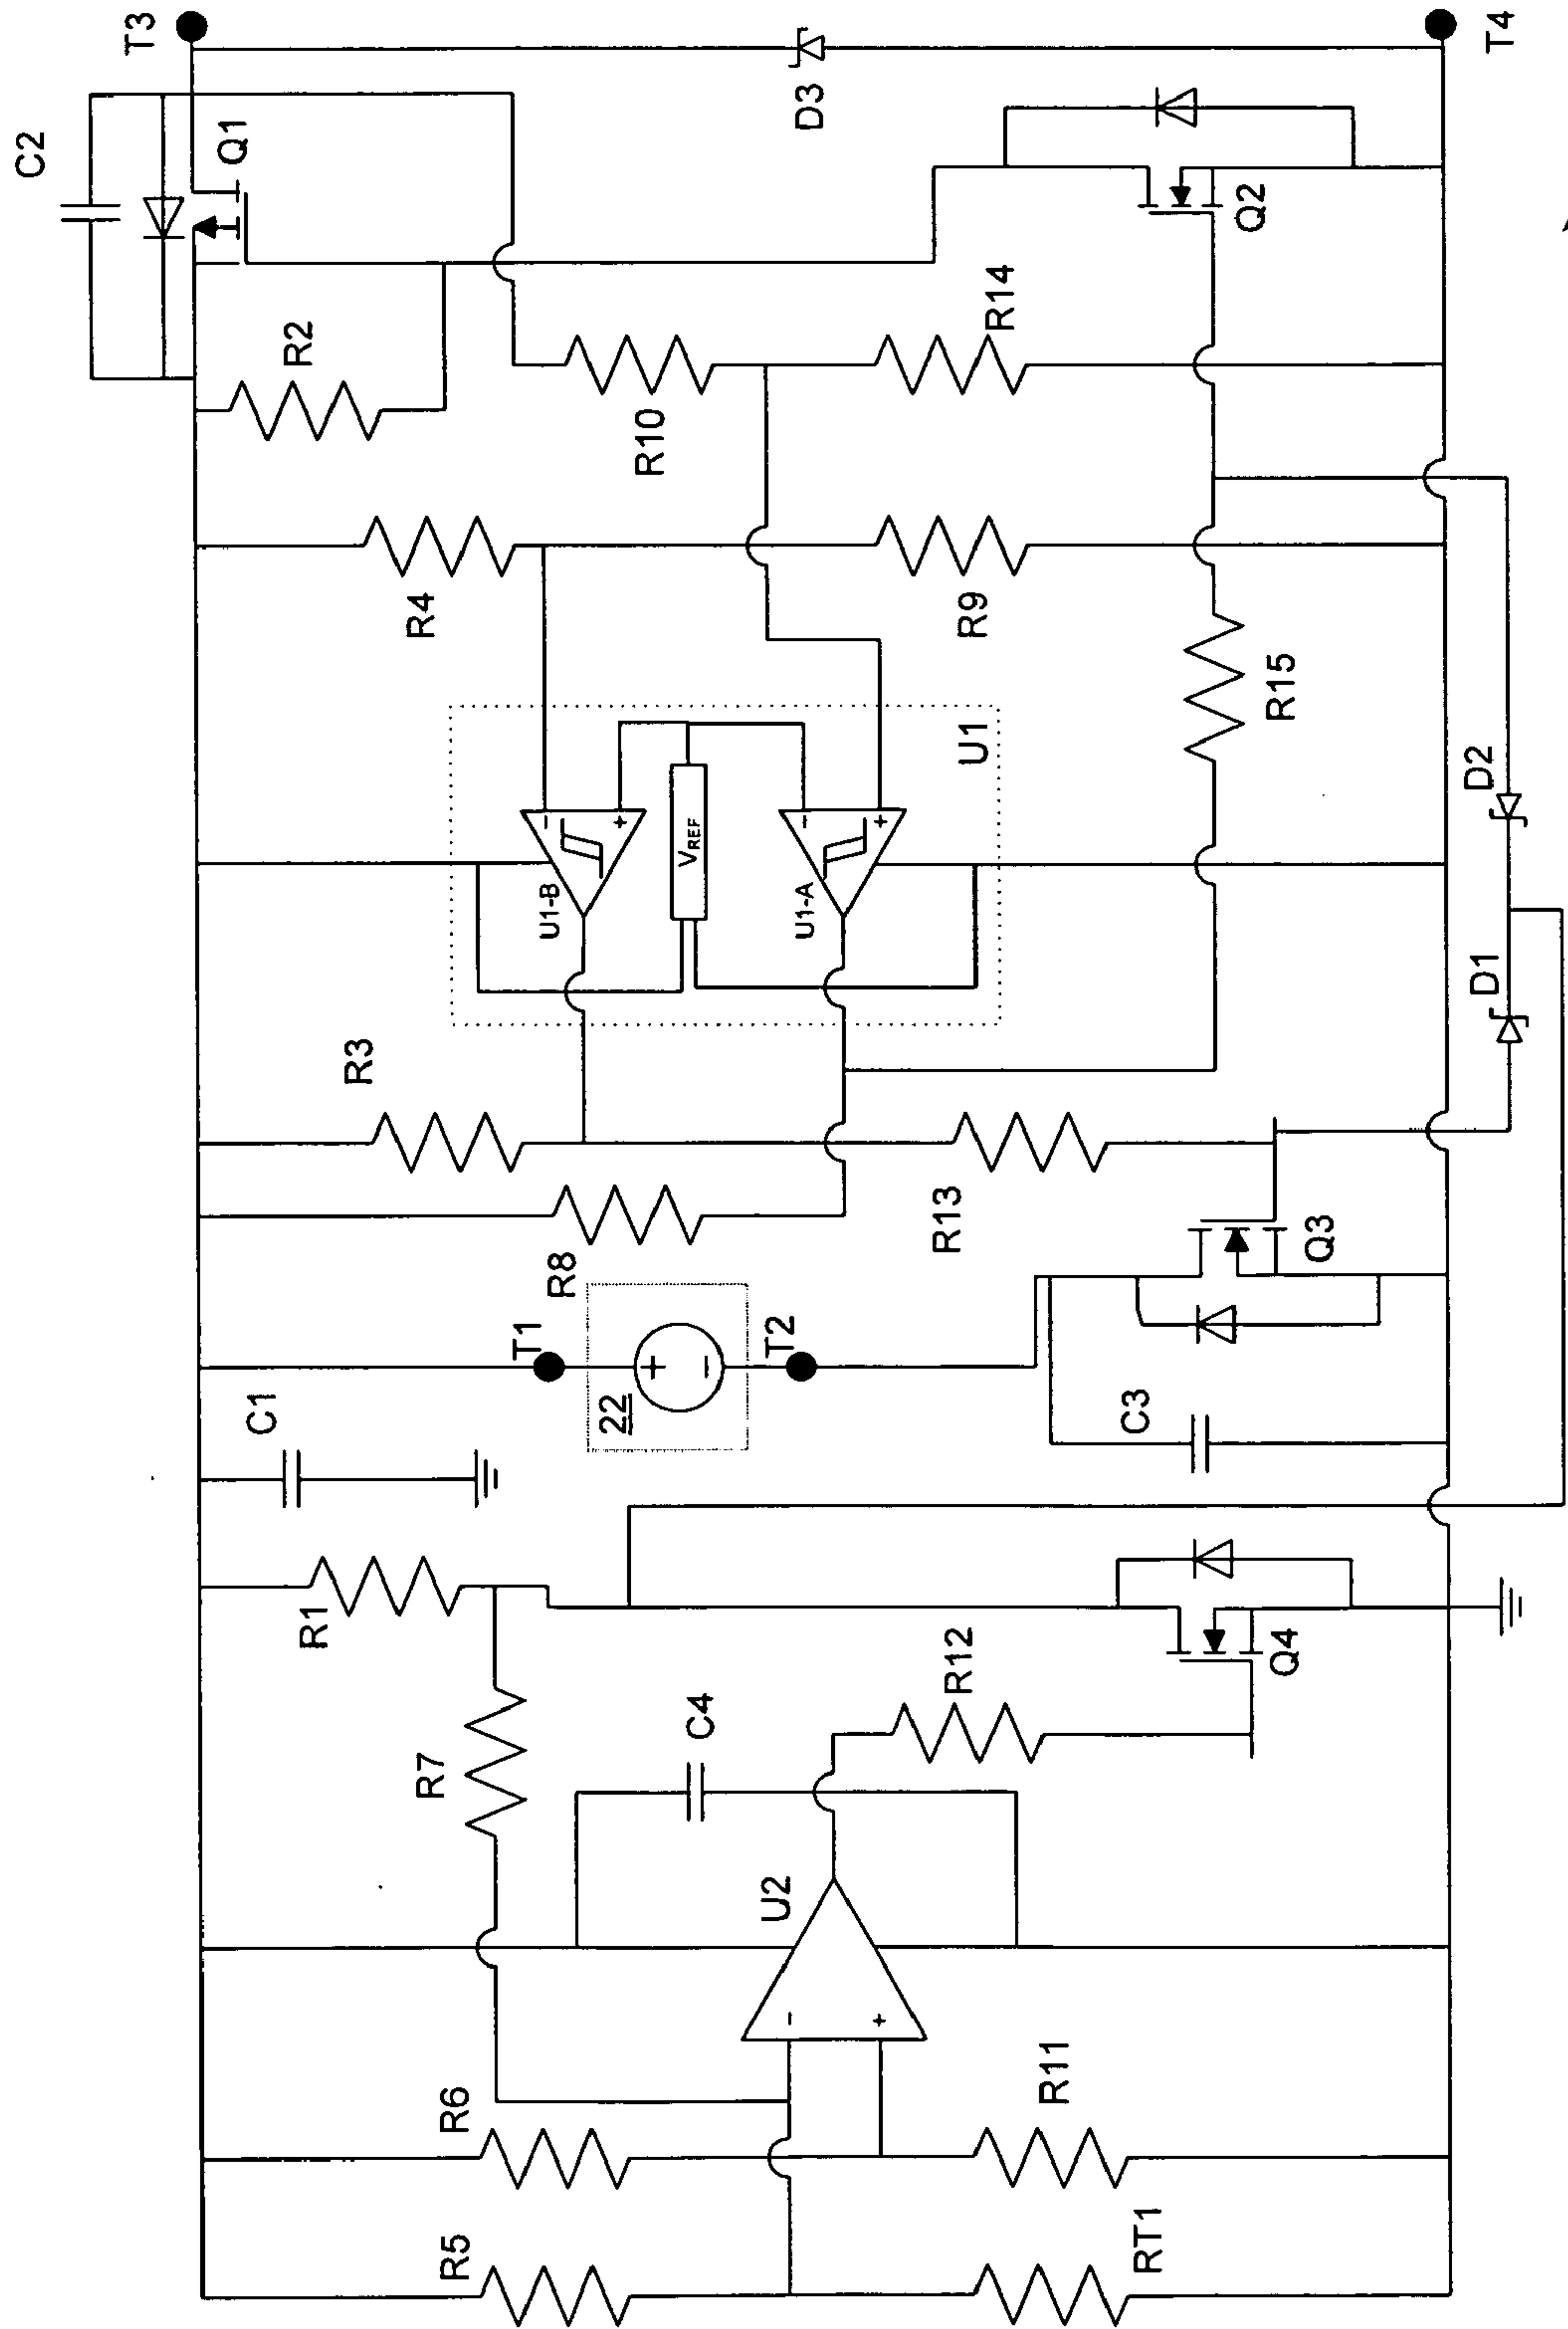 T3
C2
Q1
D3
T4
R2
Q2
R14
R10
R4
R9
R15
U1
-
+
U1-B
VREF
-
+
U1-A
D2
D1
R3
R13
R8
Q3
T1
+
-
22
T2
C1
C3
R1
R12
Q4
C4
R7
U2
-
+
R6
R11
R5
RT1